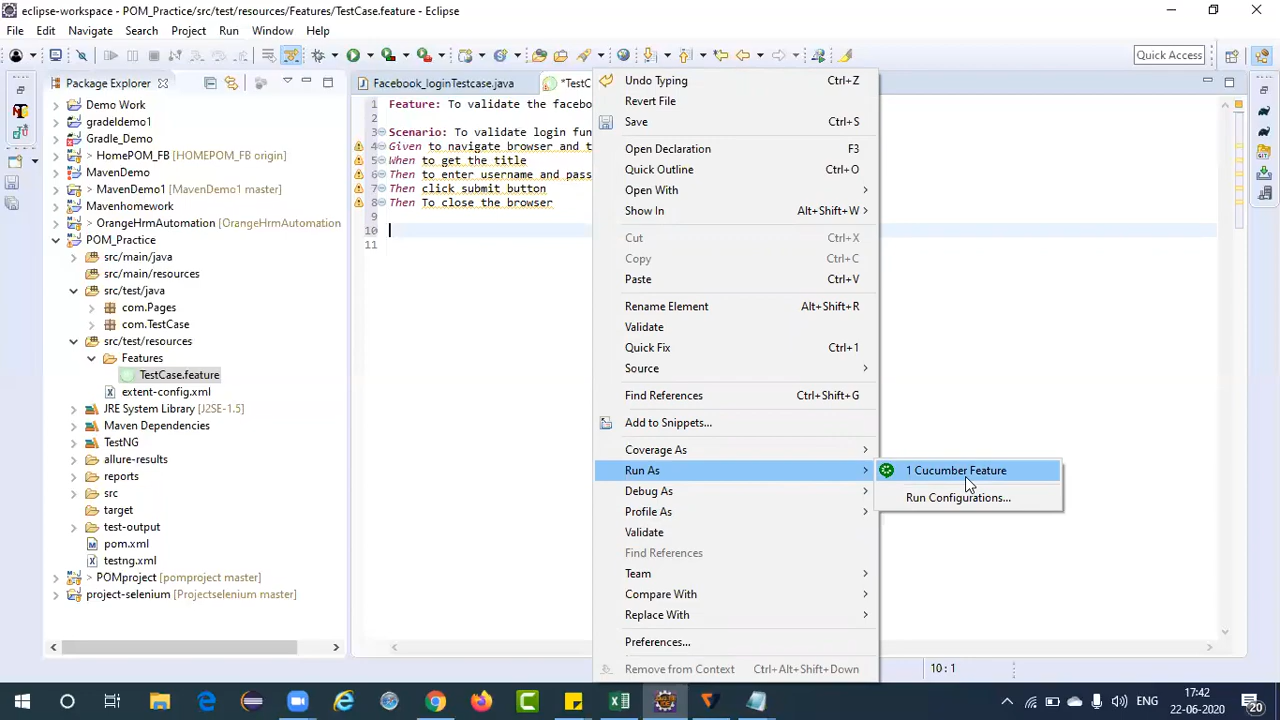 eclipse-workspace - POM_Practice/src/test/resources/Features/TestCase.feature - Eclipse
File Edit Navigate Search Project Run Window Help
Quick Access
Package Explorer
Facebook_loginTestcase.java
*TestC
Demo Work
gradeldemo1
Gradle_Demo
> HomePOM_FB [HOMEPOM_FB origin]
MavenDemo
> MavenDemo1 [MavenDemo1 master]
Mavenhomework
> OrangeHrmAutomation [OrangeHrmAutomation
POM_Practice
src/main/java
src/main/resources
src/test/java
com.Pages
com.TestCase
src/test/resources
Features
TestCase.feature
extent-config.xml
JRE System Library [J2SE-1.5]
Maven Dependencies
TestNG
allure-results
reports
src
target
test-output
pom.xml
testng.xml
> POMproject [pomproject master]
> project-selenium [Projectselenium master]
1 Feature: To validate the facebo
2
3 Scenario: To validate login fun
4 Given to navigate browser and t
5 When to get the title
6 Then to enter username and pass
7 Then click submit button
8 Then To close the browser
9
10
11
Undo Typing Ctrl+Z
Revert File
Save Ctrl+S
Open Declaration F3
Quick Outline Ctrl+O
Open With
Show In Alt+Shift+W
Cut Ctrl+X
Copy Ctrl+C
Paste Ctrl+V
Rename Element Alt+Shift+R
Validate
Quick Fix Ctrl+1
Source
Find References Ctrl+Shift+G
Add to Snippets...
Coverage As
Run As
Debug As
Profile As
Validate
Find References
Team
Compare With
Replace With
Preferences...
Remove from Context Ctrl+Alt+Shift+Down
1 Cucumber Feature
Run Configurations...
10 : 1
ENG
17:42
22-06-2020
20